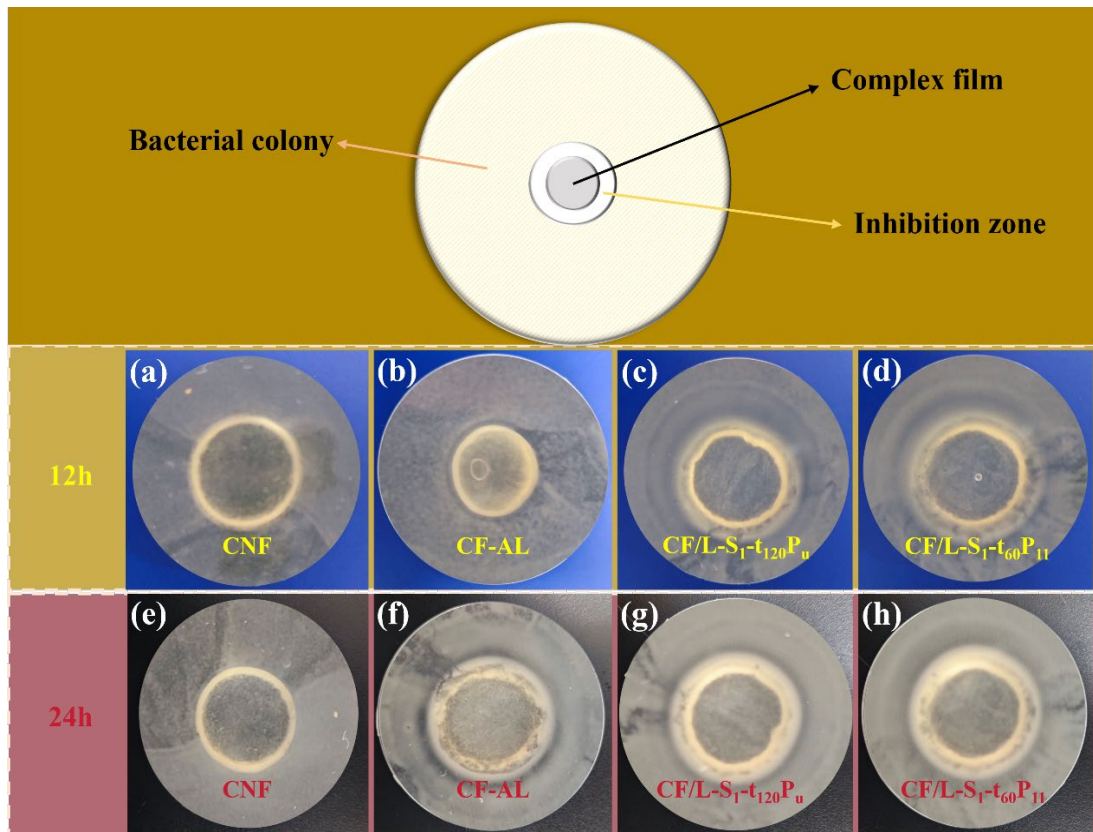 Complex film
Bacterial colony
Inhibition zone
12h
(a)
CNF
(b)
CF-AL
(c)
CF/L-S₁-t₁₂₀Pᵤ
(d)
CF/L-S₁-t₆₀P₁₁
24h
(e)
CNF
(f)
CF-AL
(g)
CF/L-S₁-t₁₂₀Pᵤ
(h)
CF/L-S₁-t₆₀P₁₁